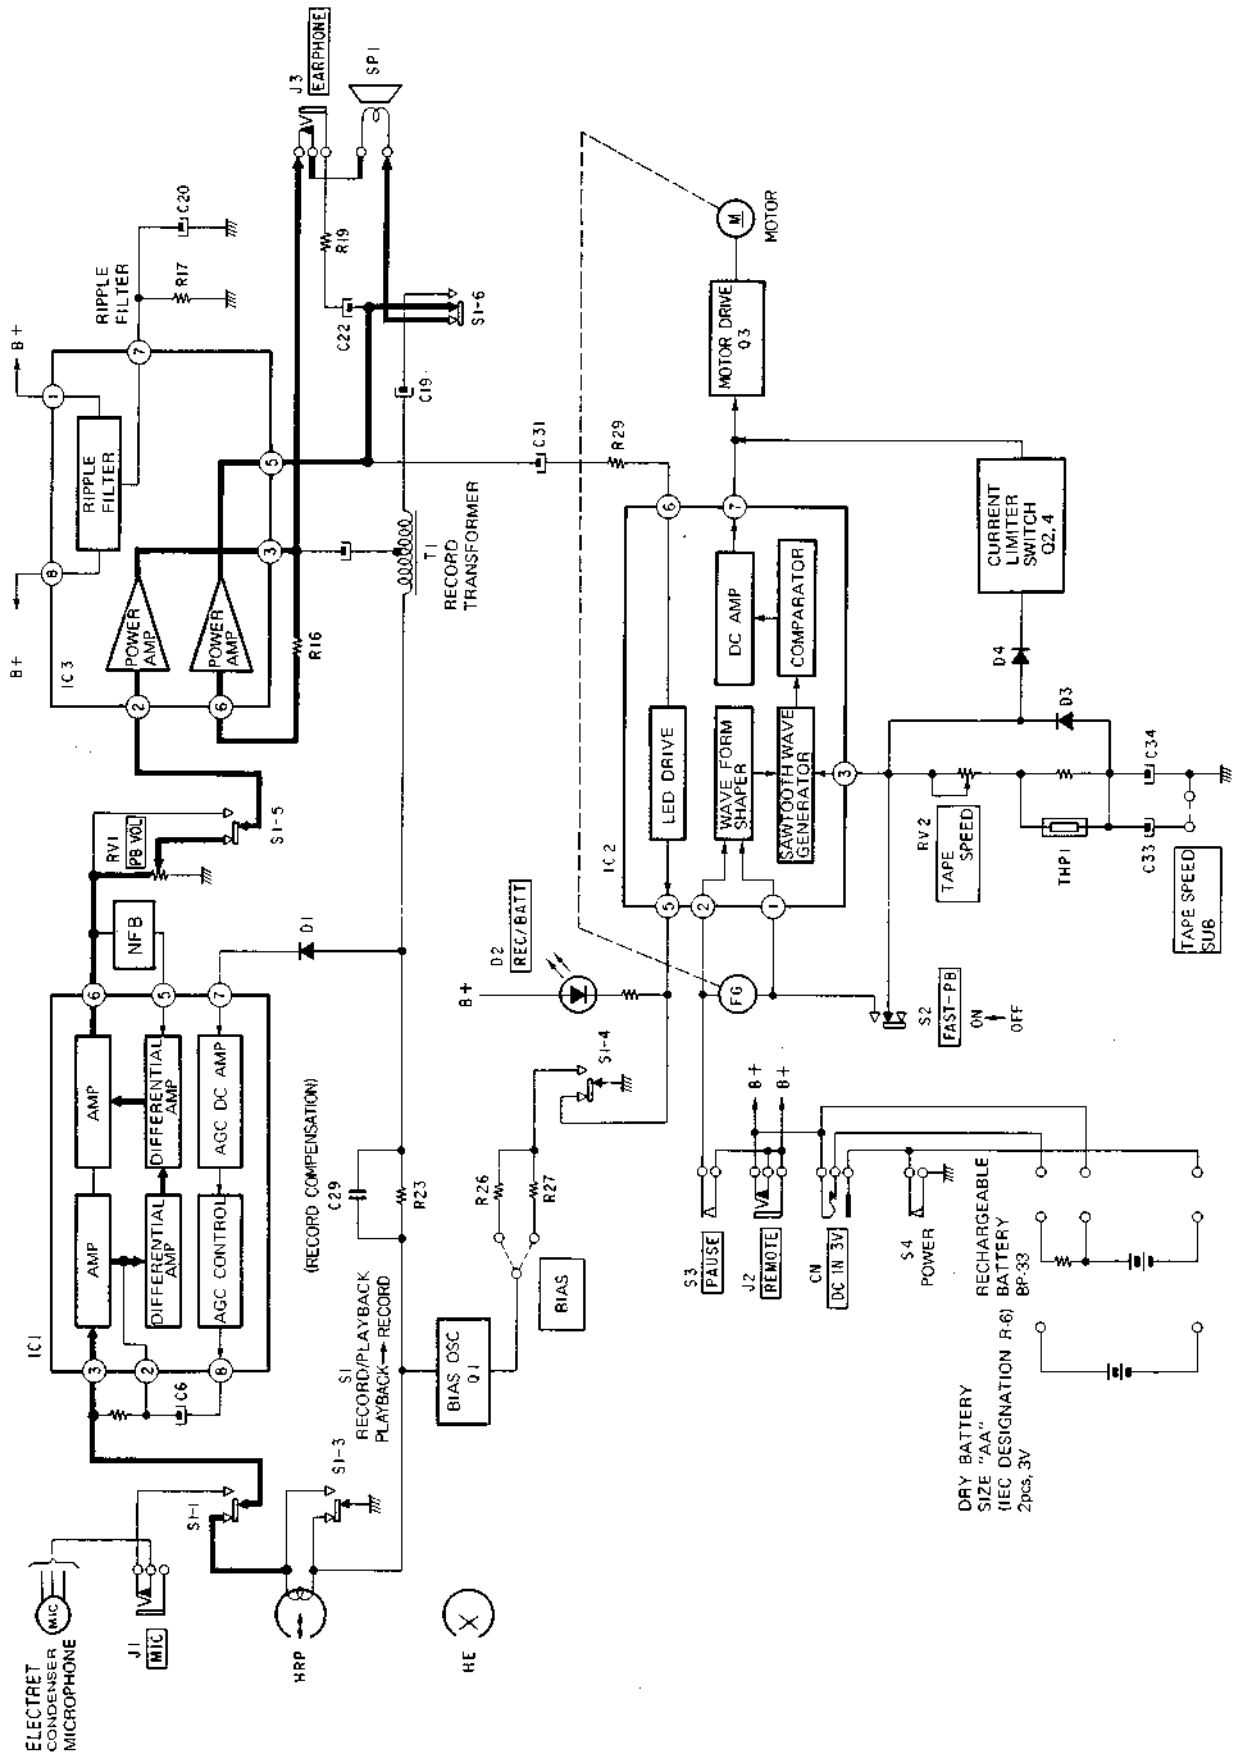 ELECTRET
CONDENSER
MICROPHONE
MIC
J1
MIC
HRP
HE
S1-1
S1-3
IC1
3
2
8
C6
AMP
AMP
DIFFERENTIAL
AMP
DIFFERENTIAL
AMP
AGC CONTROL
AGC DC AMP
6
5
7
NFB
D1
RV1
PB VOL
S1-5
(RECORD COMPENSATION)
C29
R23
S1
RECORD/PLAYBACK
PLAYBACK → RECORD
BIAS OSC
Q1
R26
R27
BIAS
S1-4
B+
IC3
B+
B+
8
1
2
6
POWER
AMP
POWER
AMP
RIPPLE
FILTER
3
5
7
RIPPLE
FILTER
R17
C20
R16
J3
EARPHONE
SP1
R19
C22
S1-6
C19
T1
RECORD
TRANSFORMER
C31
R29
D2
REC/BATT
IC2
5
2
1
LED DRIVE
WAVE FORM
SHAPER
SAWTOOTH WAVE
GENERATOR
DC AMP
COMPARATOR
6
7
3
FG
MOTOR DRIVE
Q3
M
MOTOR
CURRENT
LIMITER
SWITCH
Q2, 4
D4
D3
RV2
TAPE
SPEED
THP1
C33
C34
TAPE SPEED
SUB
S2
FAST-PB
ON
OFF
S3
PAUSE
J2
REMOTE
B+
B+
CN
DC IN 3V
S4
POWER
RECHARGEABLE
BATTERY
BP-33
DRY BATTERY
SIZE "AA"
(IEC DESIGNATION R-6)
2pcs, 3V